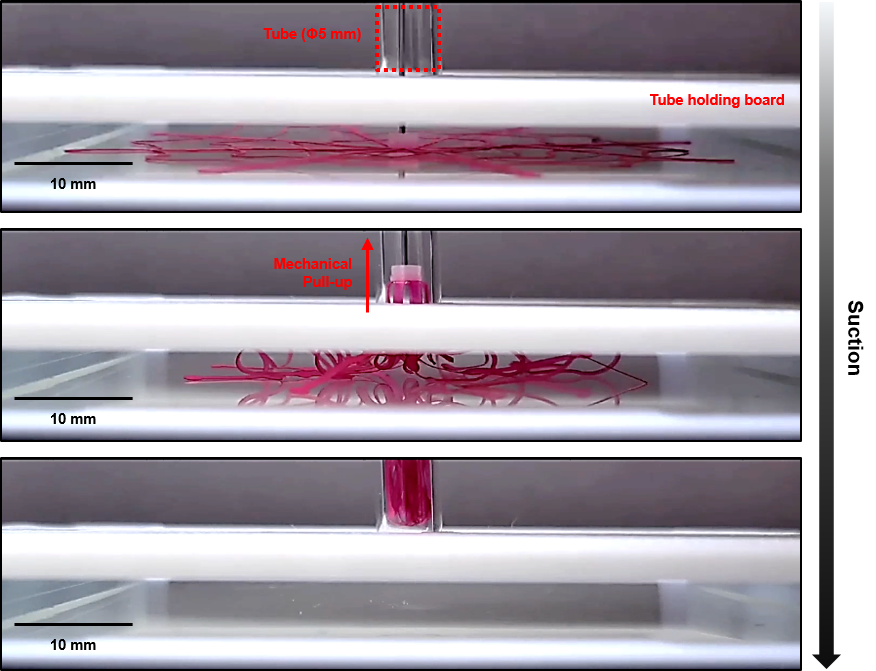 Tube (Φ5 mm)
Tube holding board
10 mm
Mechanical
Pull-up
10 mm
10 mm
Suction